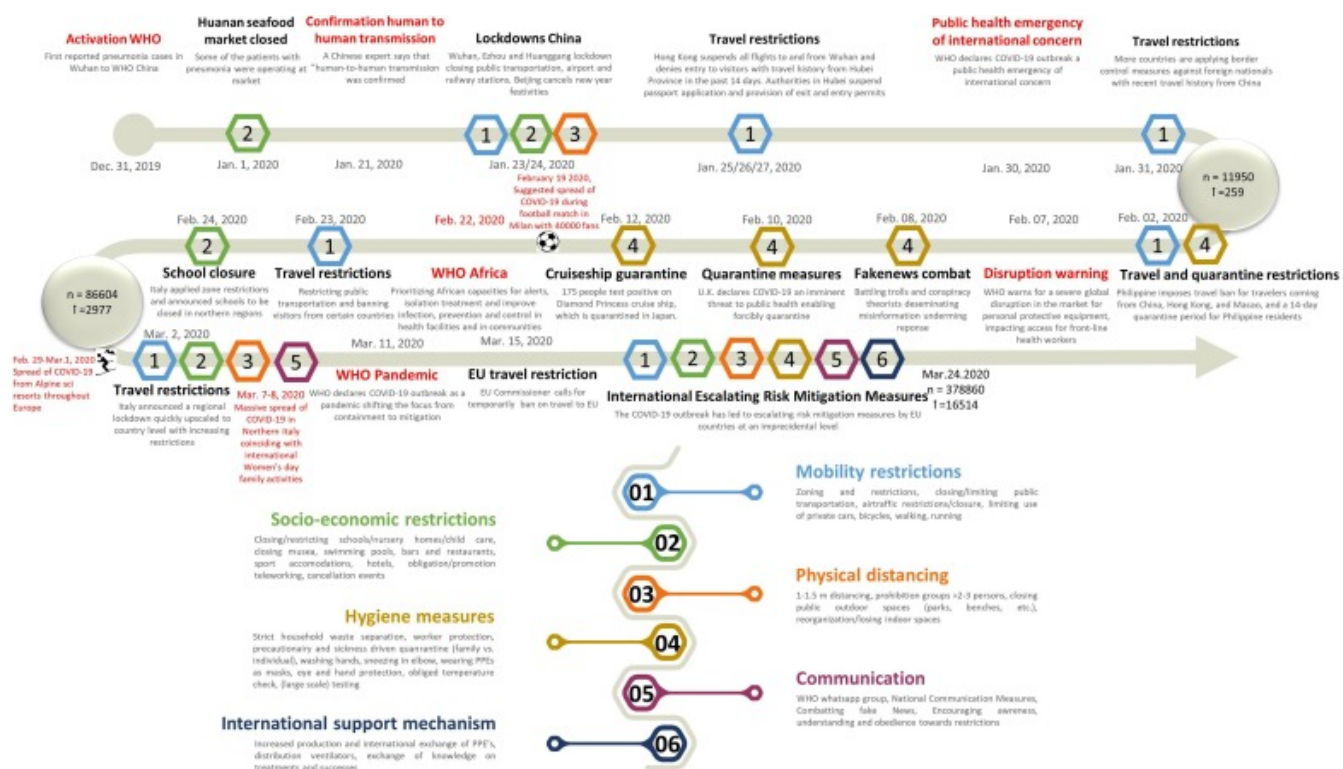 Activation WHO
First reported pneumonia cases in
Wuhan to WHO China
Huanan seafood
market closed
Some of the patients with
pneumonia were operating at
market
Confirmation human to
human transmission
A Chinese expert says that
"human-to-human transmission
was confirmed
Lockdowns China
Wuhan, Ezhou and Huanggang lockdown
closing public transportation, airport and
railway stations, Beijing cancels new year
festivities
Travel restrictions
Hong Kong suspends all flights to and from Wuhan and
denies entry to visitors with travel history from Hubei
Province in the past 14 days. Authorities in Hubei suspend
passport application and provision of exit and entry permits
Public health emergency
of international concern
WHO declares COVID-19 outbreak a
public health emergency of
international concern
Travel restrictions
More countries are applying border
control measures against foreign nationals
with recent travel history from China
2
1
2
3
1
1
Dec. 31, 2019
Jan. 1, 2020
Jan. 21, 2020
Jan. 23/24, 2020
Jan. 25/26/27, 2020
Jan. 30, 2020
Jan. 31, 2020
n = 11950
†=259
February 19 2020,
Suggested spread of
COVID-19 during
football match in
Milan with 40000 fans
Feb. 24, 2020
Feb. 23, 2020
Feb. 22, 2020
Feb. 12, 2020
Feb. 10, 2020
Feb. 08, 2020
Feb. 07, 2020
Feb. 02, 2020
2
1
4
4
4
1
4
School closure
Italy applied zone restrictions
and announced schools to be
closed in northern regions
Travel restrictions
Restricting public
transportation and banning
visitors from certain countries
WHO Africa
Prioritizing African capacities for alerts,
isolation treatment and improve
infection, prevention and control in
health facilities and in communities
Cruiseship guarantine
175 people test positive on
Diamond Princess cruise ship,
which is quarantined in Japan.
Quarantine measures
U.K. declares COVID-19 an imminent
threat to public health enabling
forcibly quarantine
Fakenews combat
Battling trolls and conspiracy
theorists deseminating
misinformation undermig
reponse
Disruption warning
WHO warns for a severe global
disruption in the market for
personal protective equipment,
impacting access for front-line
health workers
Travel and quarantine restrictions
Philippine imposes travel ban for travelers coming
from China, Hong Kong, and Masao, and a 14-day
quarantine period for Philippine residents
n = 86604
†=2977
Feb. 29-Mar.1, 2020
Spread of COVID-19
from Alpine sci
resorts throughout
Europe
Mar. 2, 2020
Mar. 11, 2020
Mar. 15, 2020
1
2
3
5
1
2
3
4
5
6
Travel restrictions
Italy announced a regional
lockdown quickly upscaled to
country level with increasing
restrictions
Mar. 7-8, 2020
Massive spread of
COVID-19 in
Northern Italy
coinciding with
international
Women's day
family activities
WHO Pandemic
WHO declares COVID-19 outbreak as a
pandemic shifting the focus from
containment to mitigation
EU travel restriction
EU Commissioner calls for
temporarily ban on travel to EU
International Escalating Risk Mitigation Measures
The COVID-19 outbreak has led to escalating risk mitigation measures by EU
countries at an imprecidental level
Mar.24.2020
n = 378860
†=16514
01
Mobility restrictions
Zoning and restrictions, closing/limiting public
transportation, airtraffic restrictions/closure, limiting use
of private cars, bicycles, walking, running
Socio-economic restrictions
Closing/restricting schools/nursery homes/child care,
closing musea, swimming pools, bars and restaurants,
sport accomodations, hotels, obligation/promotion
teleworking, cancellation events
02
03
Physical distancing
1-1.5 m distancing, prohibition groups >2-3 persons, closing
public outdoor spaces (parks, benches, etc.),
reorganization/losing indoor spaces
Hygiene measures
Strict household waste separation, worker protection,
precautionairy and sickness driven quanrantine (family vs.
individual), washing hands, sneezing in elbow, wearing PPEs
as masks, eye and hand protection, obliged temperature
check, (large scale) testing
04
05
Communication
WHO whatsapp group, National Communication Measures,
Combatting fake News, Encouraging awreness,
understanding and obedience towards restrictions
International support mechanism
Increased production and international exchange of PPE's,
distribution ventilators, exchange of knowledge on
treatments and successes
06